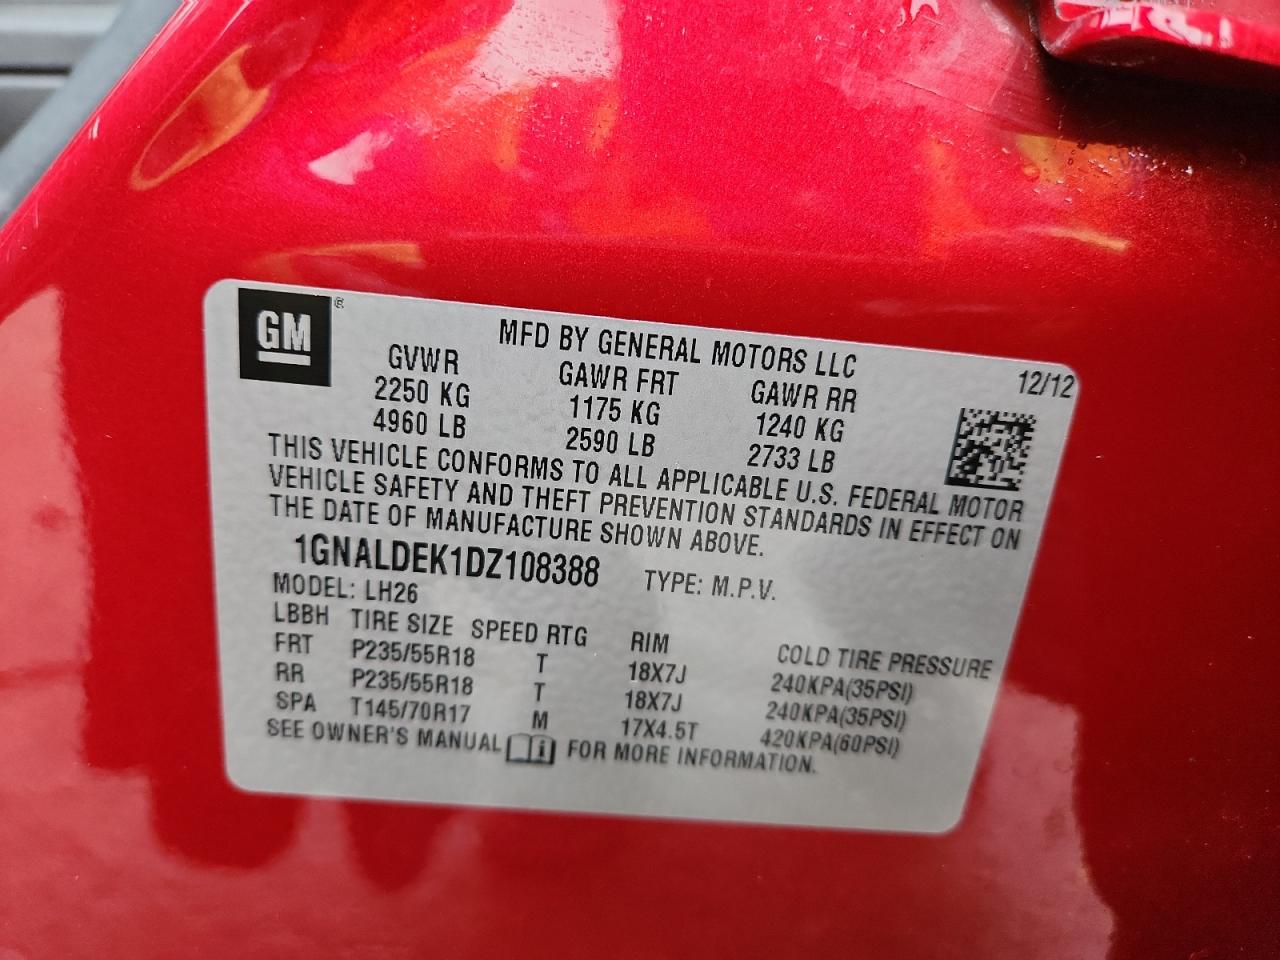 GM ®
MFD BY GENERAL MOTORS LLC
12/12
GVWR GAWR FRT GAWR RR
2250 KG 1175 KG 1240 KG
4960 LB 2590 LB 2733 LB
THIS VEHICLE CONFORMS TO ALL APPLICABLE U.S. FEDERAL MOTOR
VEHICLE SAFETY AND THEFT PREVENTION STANDARDS IN EFFECT ON
THE DATE OF MANUFACTURE SHOWN ABOVE.
1GNALDEK1DZ108388 TYPE: M.P.V.
MODEL: LH26
LBBH TIRE SIZE SPEED RTG RIM COLD TIRE PRESSURE
FRT P235/55R18 T 18X7J 240KPA(35PSI)
RR P235/55R18 T 18X7J 240KPA(35PSI)
SPA T145/70R17 M 17X4.5T 420KPA(60PSI)
SEE OWNER'S MANUAL FOR MORE INFORMATION.